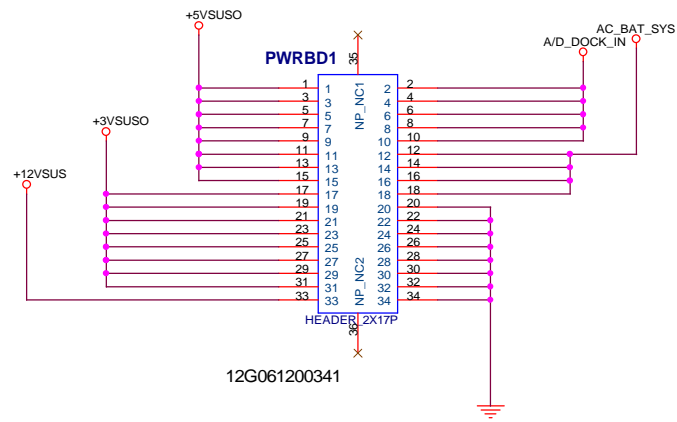 +5VSUSO
AC_BAT_SYS
A/D_DOCK_IN
PWRBD1
35
NP_NC1
1 1 2 2
3 3 4 4
5 5 6 6
+3VSUSO
7 7 8 8
9 9 10 10
11 11 12 12
13 13 14 14
15 15 16 16
+12VSUS
17 17 18 18
19 19 20 20
21 21 22 22
23 23 24 24
25 25 26 26
27 27 28 28
29 29 30 30
31 31 32 32
33 33 34 34
NP_NC2
HEADER_2X17P
36
12G061200341